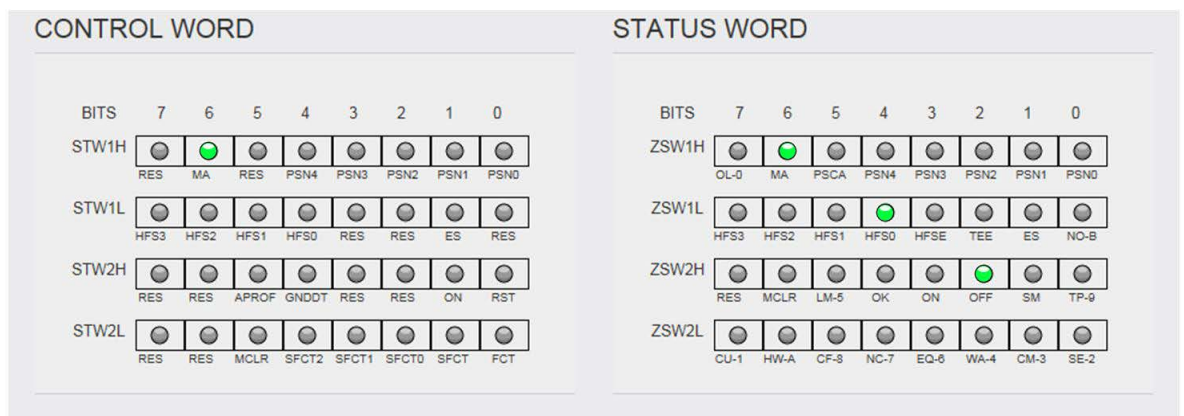 CONTROL WORD
BITS 7 6 5 4 3 2 1 0
STW1H
RES MA RES PSN4 PSN3 PSN2 PSN1 PSN0
STW1L
HFS3 HFS2 HFS1 HFS0 RES RES ES RES
STW2H
RES RES APROF GNDDT RES RES ON RST
STW2L
RES RES MCLR SFCT2 SFCT1 SFCT0 SFCT FCT
STATUS WORD
BITS 7 6 5 4 3 2 1 0
ZSW1H
OL-0 MA PSCA PSN4 PSN3 PSN2 PSN1 PSN0
ZSW1L
HFS3 HFS2 HFS1 HFS0 HFSE TEE ES NO-B
ZSW2H
RES MCLR LM-5 OK ON OFF SM TP-9
ZSW2L
CU-1 HW-A CF-8 NC-7 EQ-6 WA-4 CM-3 SE-2